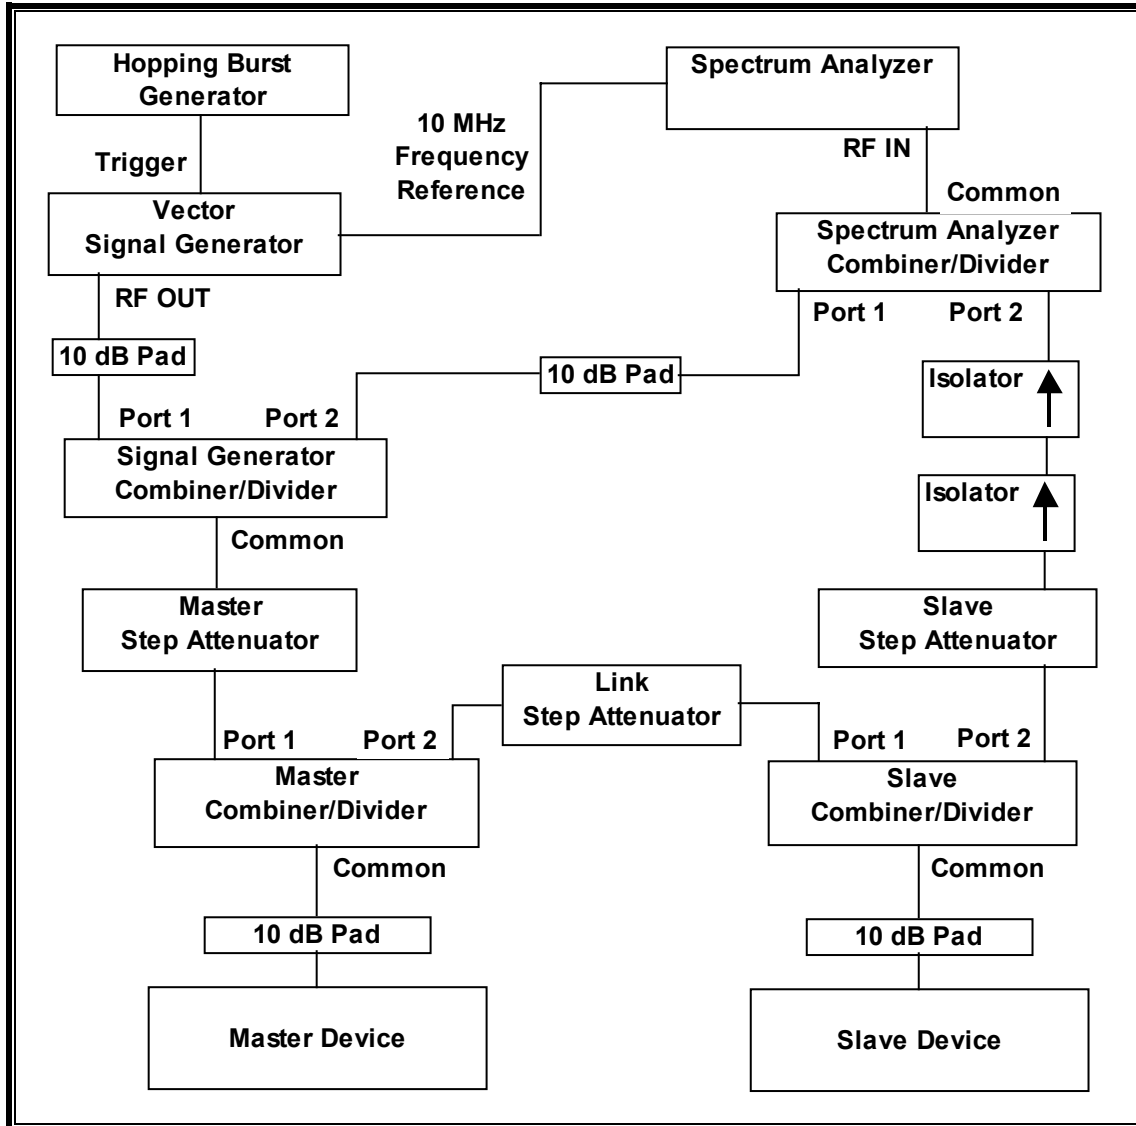 Hopping Burst
Generator
Spectrum Analyzer
10 MHz
Frequency
Reference
Trigger
RF IN
Common
Vector
Signal Generator
Spectrum Analyzer
Combiner/Divider
RF OUT
Port 1
Port 2
10 dB Pad
10 dB Pad
Isolator
Port 1
Port 2
Signal Generator
Combiner/Divider
Isolator
Common
Master
Step Attenuator
Slave
Step Attenuator
Link
Step Attenuator
Port 1
Port 2
Port 1
Port 2
Master
Combiner/Divider
Slave
Combiner/Divider
Common
Common
10 dB Pad
10 dB Pad
Master Device
Slave Device